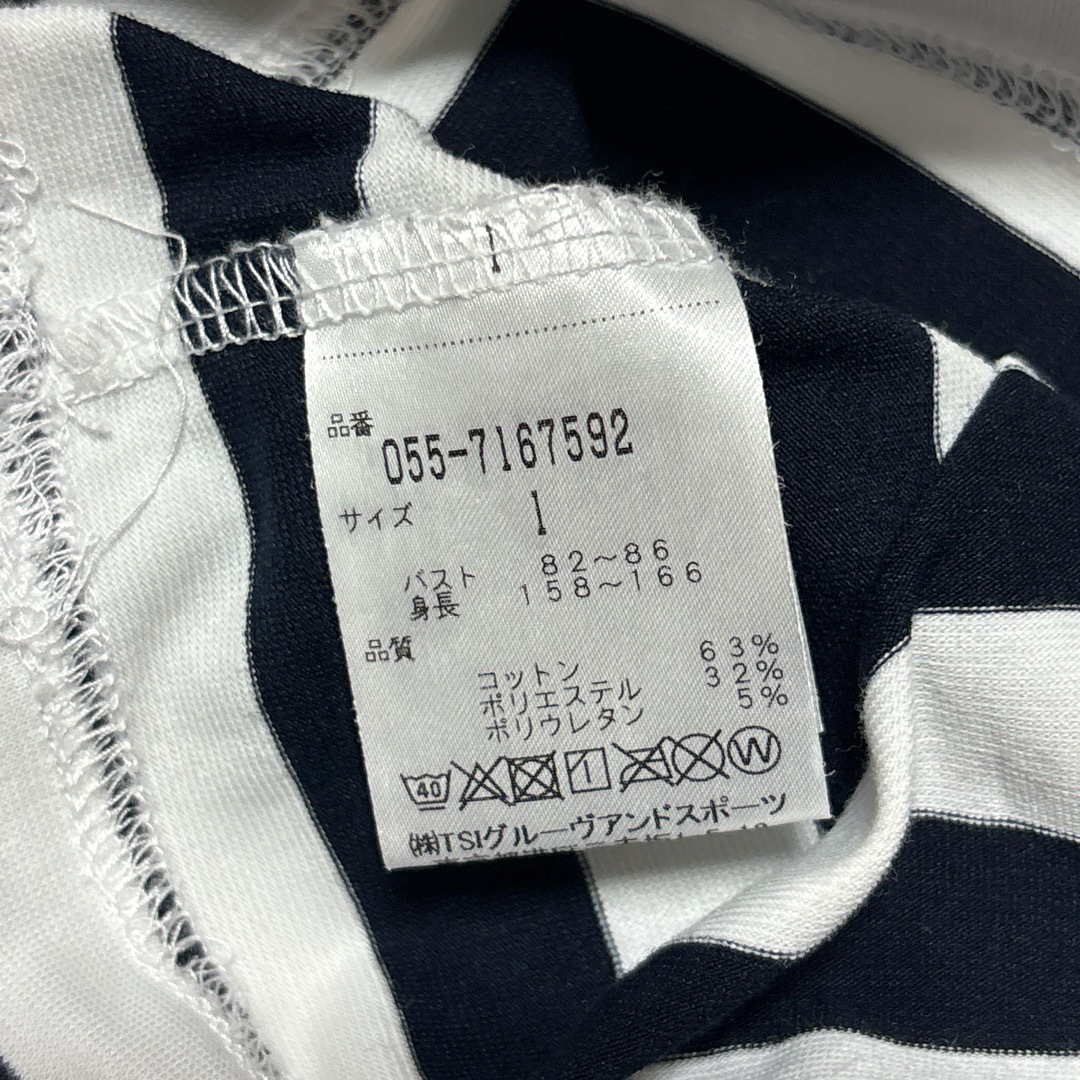 品番
055-7167592
サイズ 1
バスト 82～86
身長 158～166
品質
コットン 63%
ポリエステル 32%
ポリウレタン 5%
40 1 W
㈱TSIグルーヴアンドスポーツ